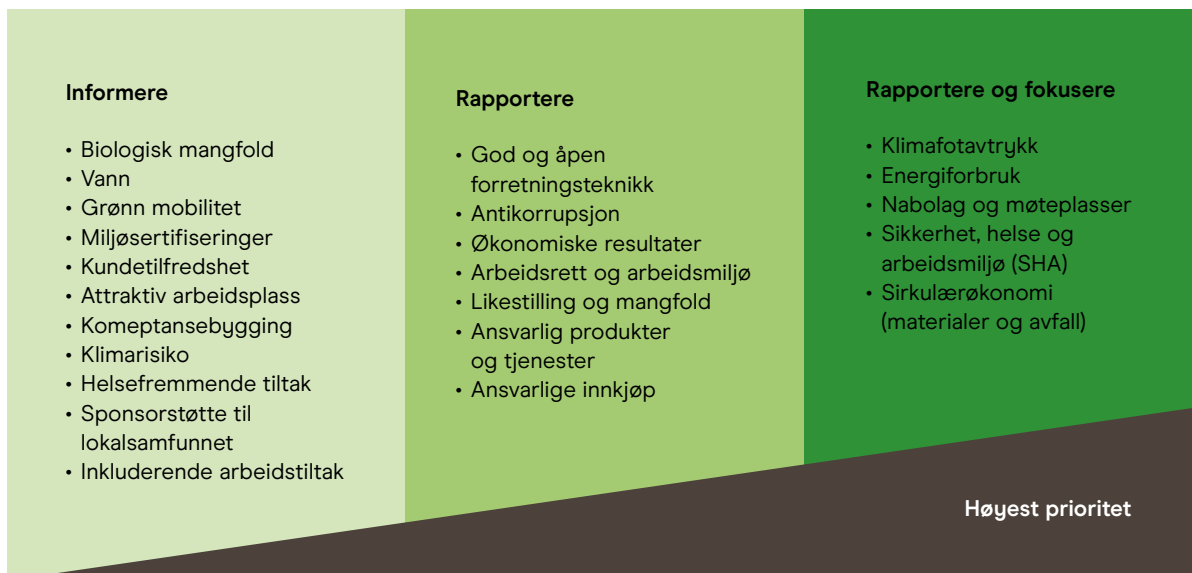 Informere
• Biologisk mangfold
• Vann
• Grønn mobilitet
• Miljøsertifiseringer
• Kundetilfredshet
• Attraktiv arbeidsplass
• Komeptansebygging
• Klimarisiko
• Helsefremmende tiltak
• Sponsorstøtte til
lokalsamfunnet
• Inkluderende arbeidstiltak
Rapportere
• God og åpen
forretningsteknikk
• Antikorrupsjon
• Økonomiske resultater
• Arbeidsrett og arbeidsmiljø
• Likestilling og mangfold
• Ansvarlig produkter
og tjenester
• Ansvarlige innkjøp
Rapportere og fokusere
• Klimafotavtrykk
• Energiforbruk
• Nabolag og møteplasser
• Sikkerhet, helse og
arbeidsmiljø (SHA)
• Sirkulærøkonomi
(materialer og avfall)
Høyest prioritet